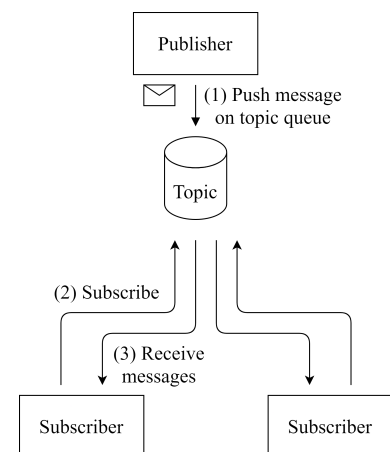 Publisher
(1) Push message
on topic queue
Topic
(2) Subscribe
(3) Receive
messages
Subscriber
Subscriber